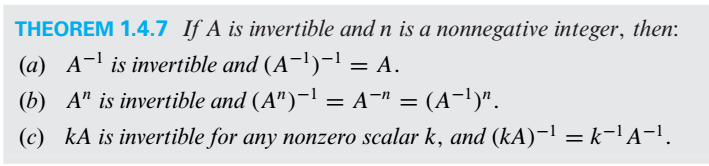 THEOREM 1.4.7 If A is invertible and n is a nonnegative integer, then:
(a) A⁻¹ is invertible and (A⁻¹)⁻¹ = A.
(b) Aⁿ is invertible and (Aⁿ)⁻¹ = A⁻ⁿ = (A⁻¹)ⁿ.
(c) kA is invertible for any nonzero scalar k, and (kA)⁻¹ = k⁻¹A⁻¹.